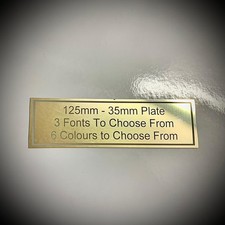 125mm - 35mm Plate
3 Fonts To Choose From
6 Colours to Choose From